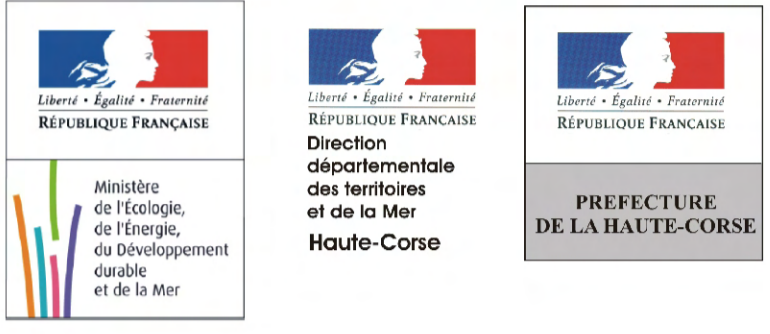 Liberté • Égalité • Fraternité
RÉPUBLIQUE FRANÇAISE
Ministère
de l'Écologie,
de l'Énergie,
du Développement
durable
et de la Mer
Liberté • Égalité • Fraternité
RÉPUBLIQUE FRANÇAISE
Direction
départementale
des territoires
et de la Mer
Haute-Corse
Liberté • Égalité • Fraternité
RÉPUBLIQUE FRANÇAISE
PREFECTURE
DE LA HAUTE-CORSE